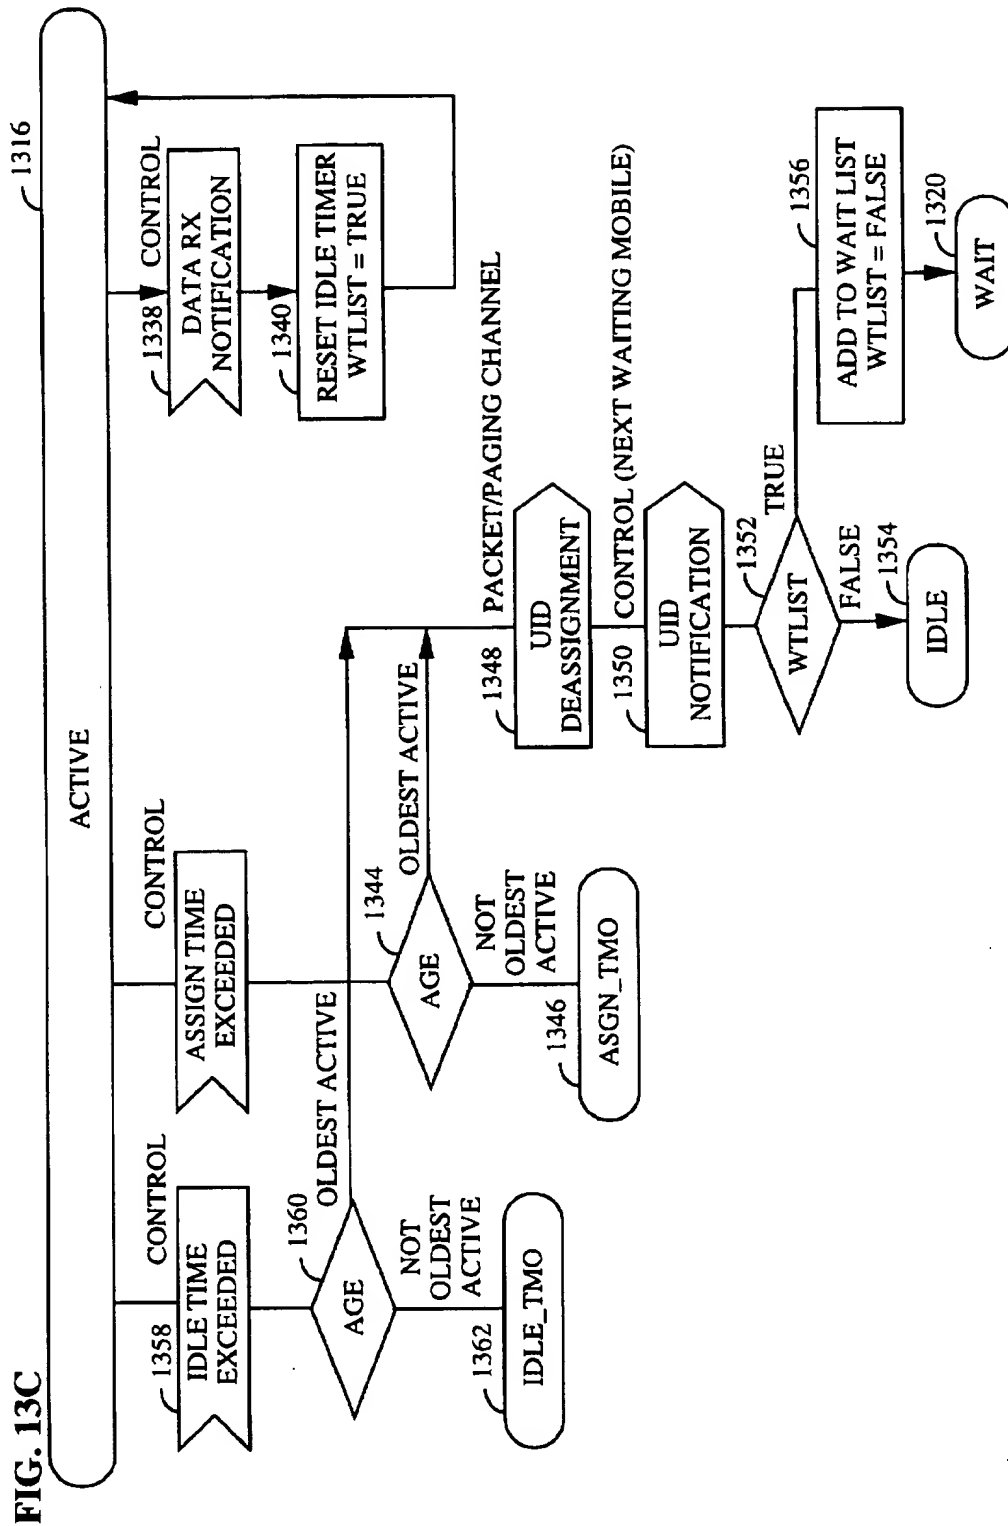 FIG. 13C
1316
ACTIVE
1358
CONTROL
IDLE TIME
EXCEEDED
1360
AGE
OLDEST ACTIVE
NOT
OLDEST
ACTIVE
1362
IDLE_TMO
CONTROL
ASSIGN TIME
EXCEEDED
1344
AGE
OLDEST ACTIVE
NOT
OLDEST
ACTIVE
1346
ASGN_TMO
1338
CONTROL
DATA RX
NOTIFICATION
1340
RESET IDLE TIMER
WTLIST = TRUE
1348
PACKET/PAGING CHANNEL
UID
DEASSIGNMENT
1350
CONTROL (NEXT WAITING MOBILE)
UID
NOTIFICATION
1352
WTLIST
TRUE
FALSE
1354
IDLE
1356
ADD TO WAIT LIST
WTLIST = FALSE
1320
WAIT